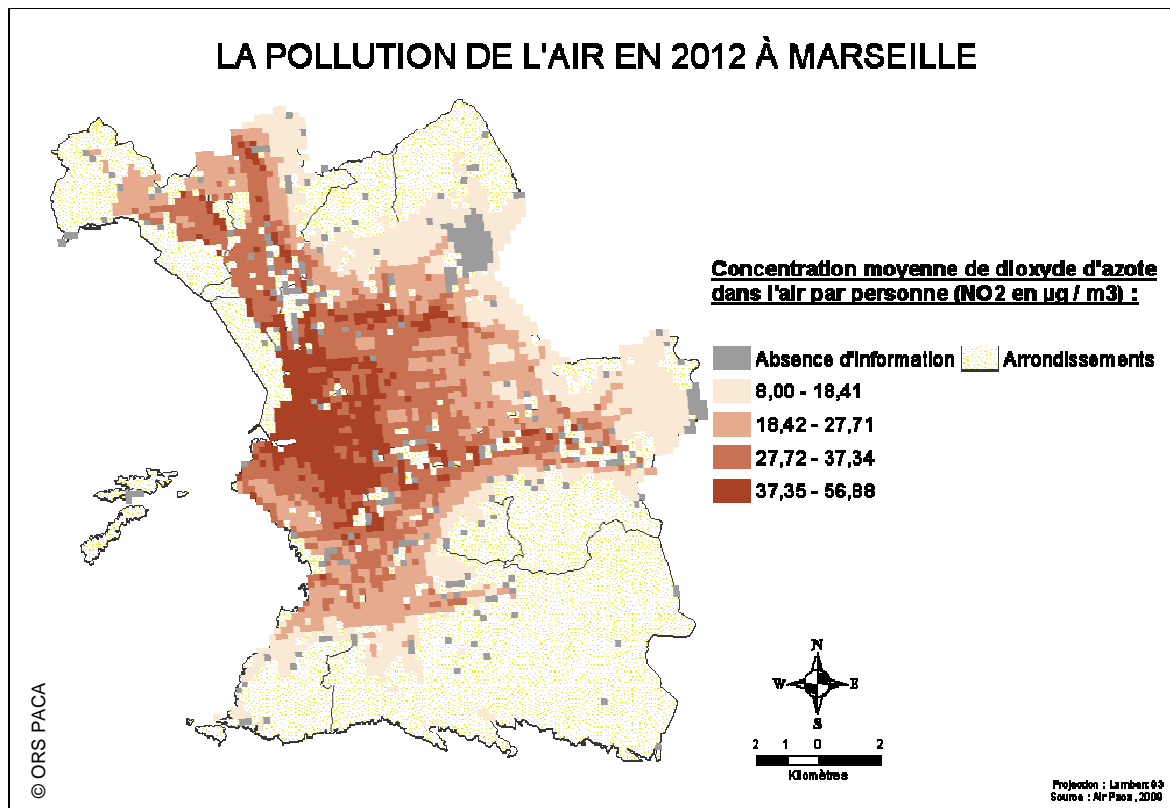 LA POLLUTION DE L'AIR EN 2012 À MARSEILLE
Concentration moyenne de dioxyde d'azote
dans l'air par personne (NO2 en ug / m3) :
Absence d'information
Arrondissements
8,00 - 18,41
18,42 - 27,71
27,72 - 37,34
37,35 - 56,88
N
W E
S
2 1 0 2
Kilomètres
© ORS PACA
Projection : Lambert 93
Source : Air Paca, 2009